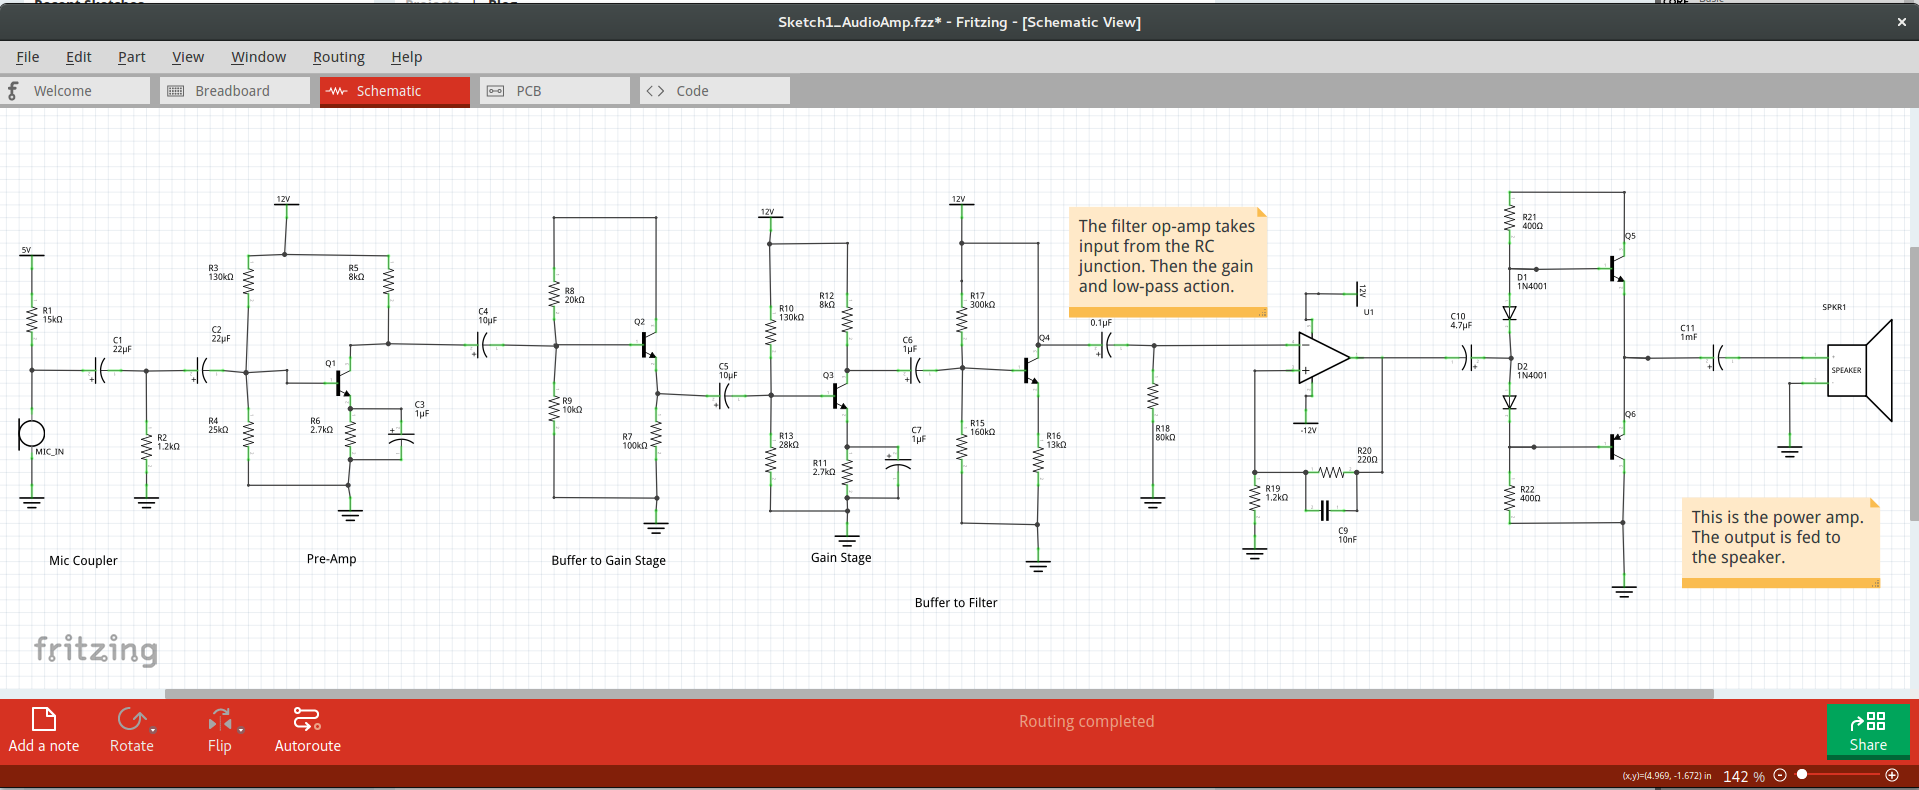 Sketch1_AudioAmp.fzz* - Fritzing - [Schematic View]
File Edit Part View Window Routing Help
Welcome Breadboard Schematic PCB Code
5V
R1
15kΩ
MIC_IN
C1
22µF
R2
1.2kΩ
C2
22µF
Mic Coupler
12V
R3
130kΩ
R5
8kΩ
Q1
R4
25kΩ
R6
2.7kΩ
C3
1µF
Pre-Amp
C4
10µF
R8
20kΩ
Q2
R9
10kΩ
R7
100kΩ
Buffer to Gain Stage
C5
10µF
12V
R10
130kΩ
R12
8kΩ
Q3
R13
28kΩ
R11
2.7kΩ
C7
1µF
C6
1µF
Gain Stage
12V
R17
300kΩ
Q4
R15
160kΩ
R16
13kΩ
Buffer to Filter
The filter op-amp takes
input from the RC
junction. Then the gain
and low-pass action.
0.1µF
R18
80kΩ
12V
U1
-12V
R19
1.2kΩ
R20
220Ω
C9
10nF
C10
4.7µF
R21
400Ω
Q5
D1
1N4001
D2
1N4001
Q6
R22
400Ω
C11
1mF
SPKR1
SPEAKER
This is the power amp.
The output is fed to
the speaker.
fritzing
Add a note Rotate Flip Autoroute
Routing completed
Share
(x,y)=(4.969, -1.672) in 142 %